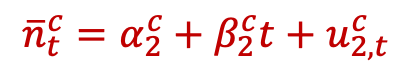 n̄ₜᶜ = α₂ᶜ + β₂ᶜt + u₂,ₜᶜ